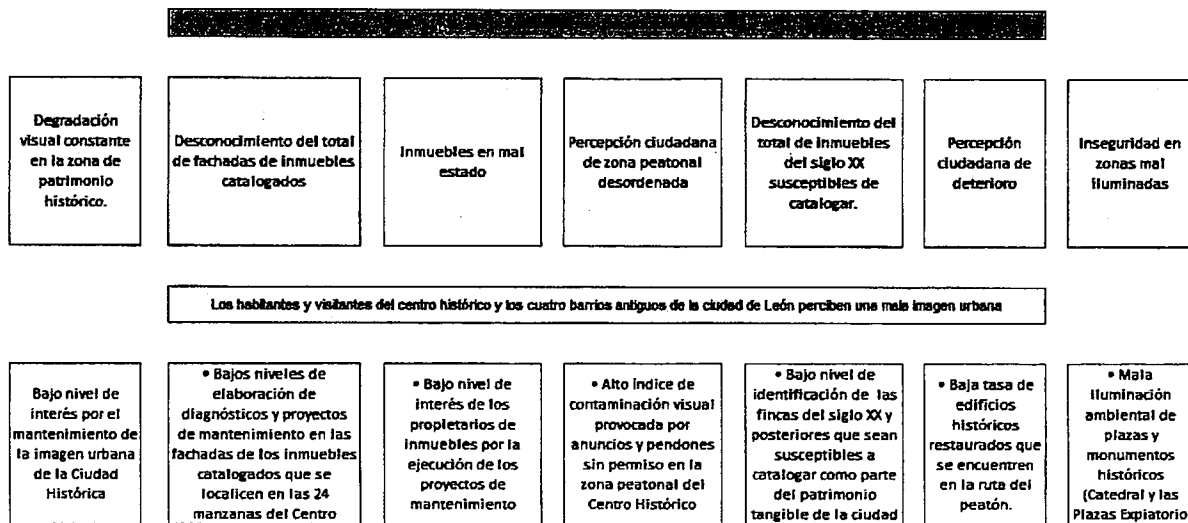 Degradación
visual constante
en la zona de
patrimonio
histórico.
Desconocimiento del total
de fachadas de inmuebles
catalogados
Inmuebles en mal
estado
Percepción ciudadana
de zona peatonal
desordenada
Desconocimiento del
total de inmuebles
del siglo XX
susceptibles de
catalogar.
Percepción
ciudadana de
deterioro
Inseguridad en
zonas mal
iluminadas
Los habitantes y visitantes del centro histórico y los cuatro barrios antiguos de la ciudad de León perciben una mala imagen urbana
Bajo nivel de
interés por el
mantenimiento de
la imagen urbana
de la Ciudad
Histórica
• Bajos niveles de
elaboración de
diagnósticos y proyectos
de mantenimiento en las
fachadas de los inmuebles
catalogados que se
localicen en las 24
manzanas del Centro
• Bajo nivel de
interés de los
propietarios de
inmuebles por la
ejecución de los
proyectos de
mantenimiento
• Alto índice de
contaminación visual
provocada por
anuncios y pendones
sin permiso en la
zona peatonal del
Centro Histórico
• Bajo nivel de
identificación de las
fincas del siglo XX y
posteriores que sean
susceptibles a
catalogar como parte
del patrimonio
tangible de la ciudad
• Baja tasa de
edificios
históricos
restaurados que
se encuentren
en la ruta del
peatón.
• Mala
iluminación
ambiental de
plazas y
monumentos
históricos
(Catedral y las
Plazas Expiatorio